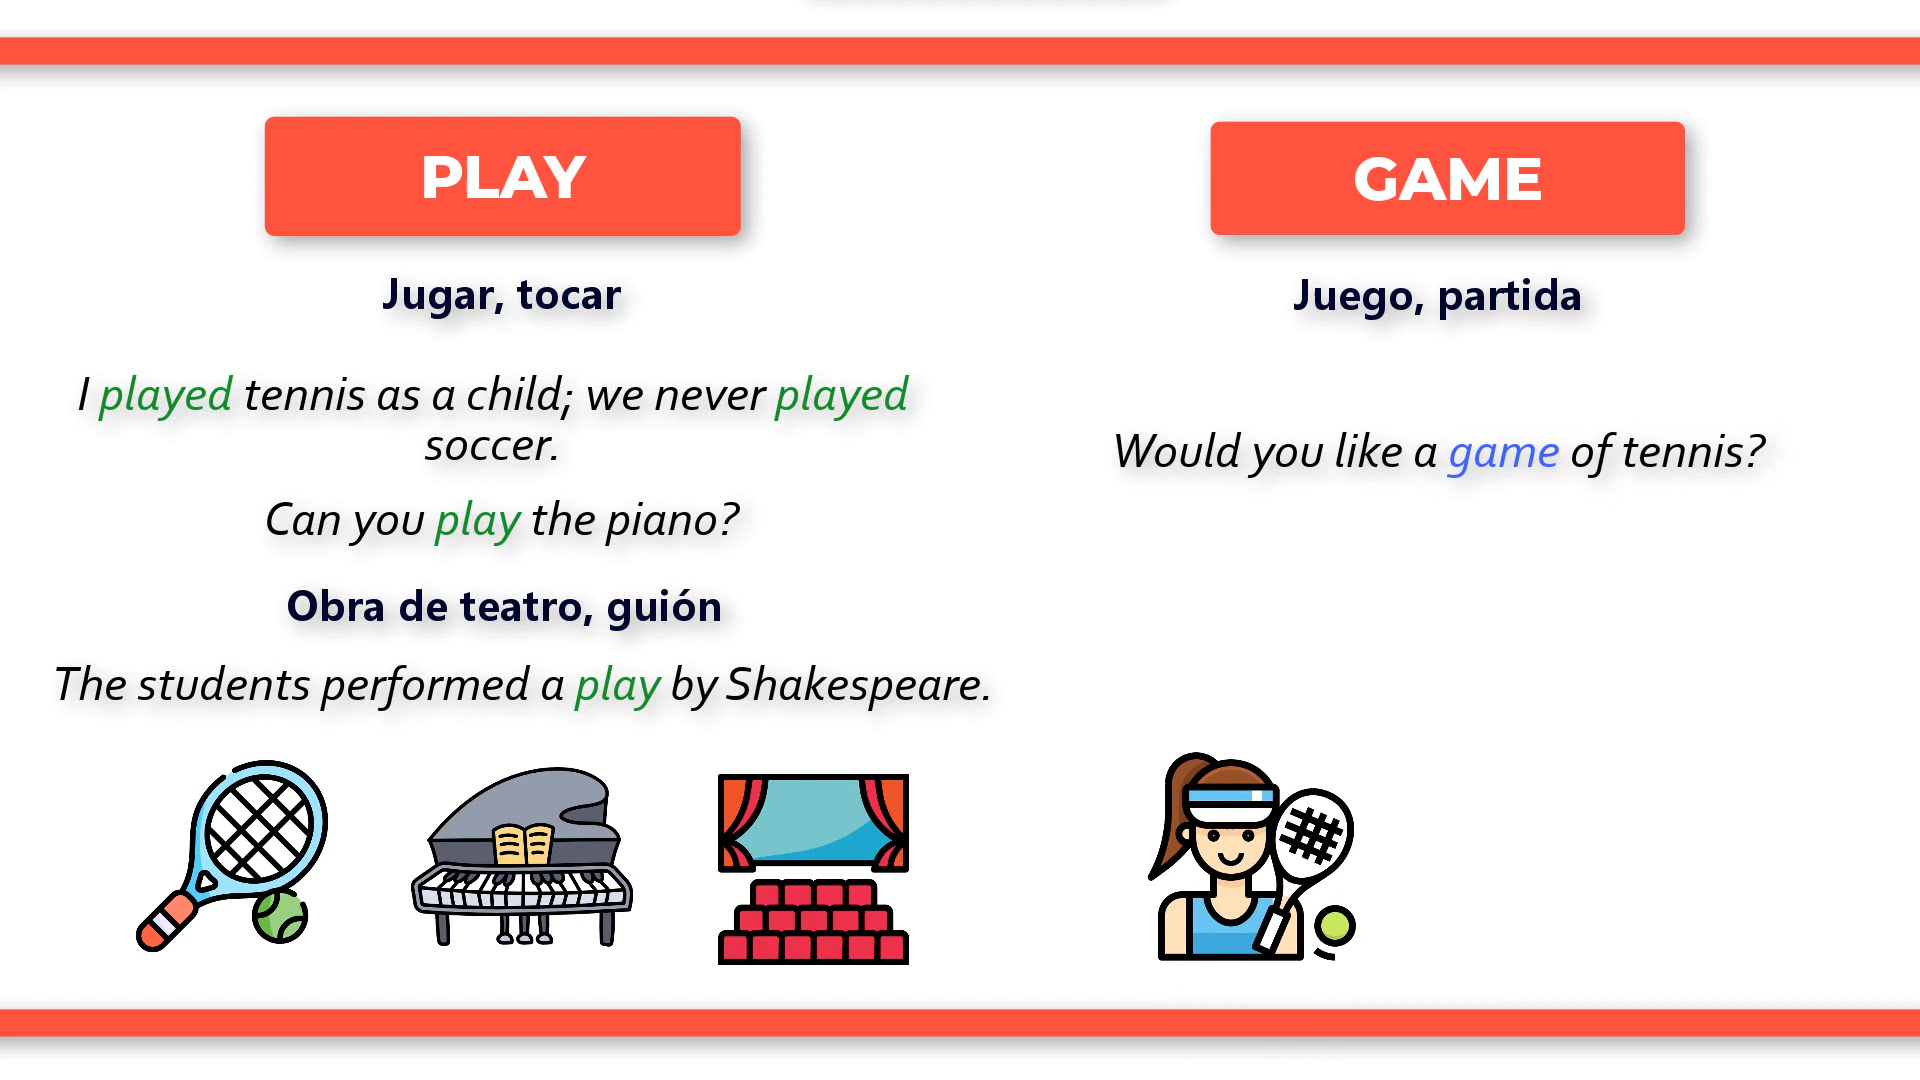 PLAY
Jugar, tocar
I played tennis as a child; we never played
soccer.
Can you play the piano?
Obra de teatro, guión
The students performed a play by Shakespeare.
GAME
Juego, partida
Would you like a game of tennis?